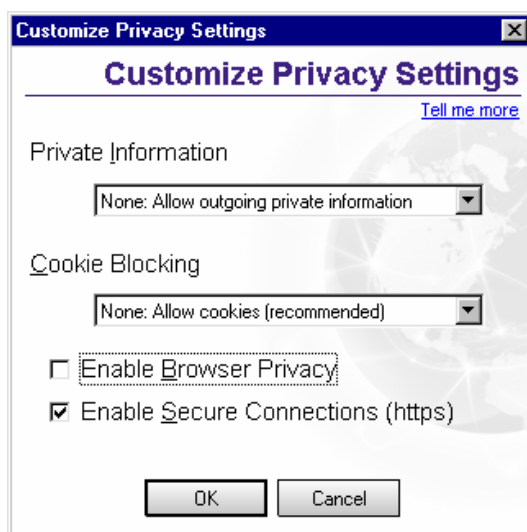 Customize Privacy Settings
Customize Privacy Settings
Tell me more
Private Information
None: Allow outgoing private information
Cookie Blocking
None: Allow cookies (recommended)
Enable Browser Privacy
Enable Secure Connections (https)
OK
Cancel